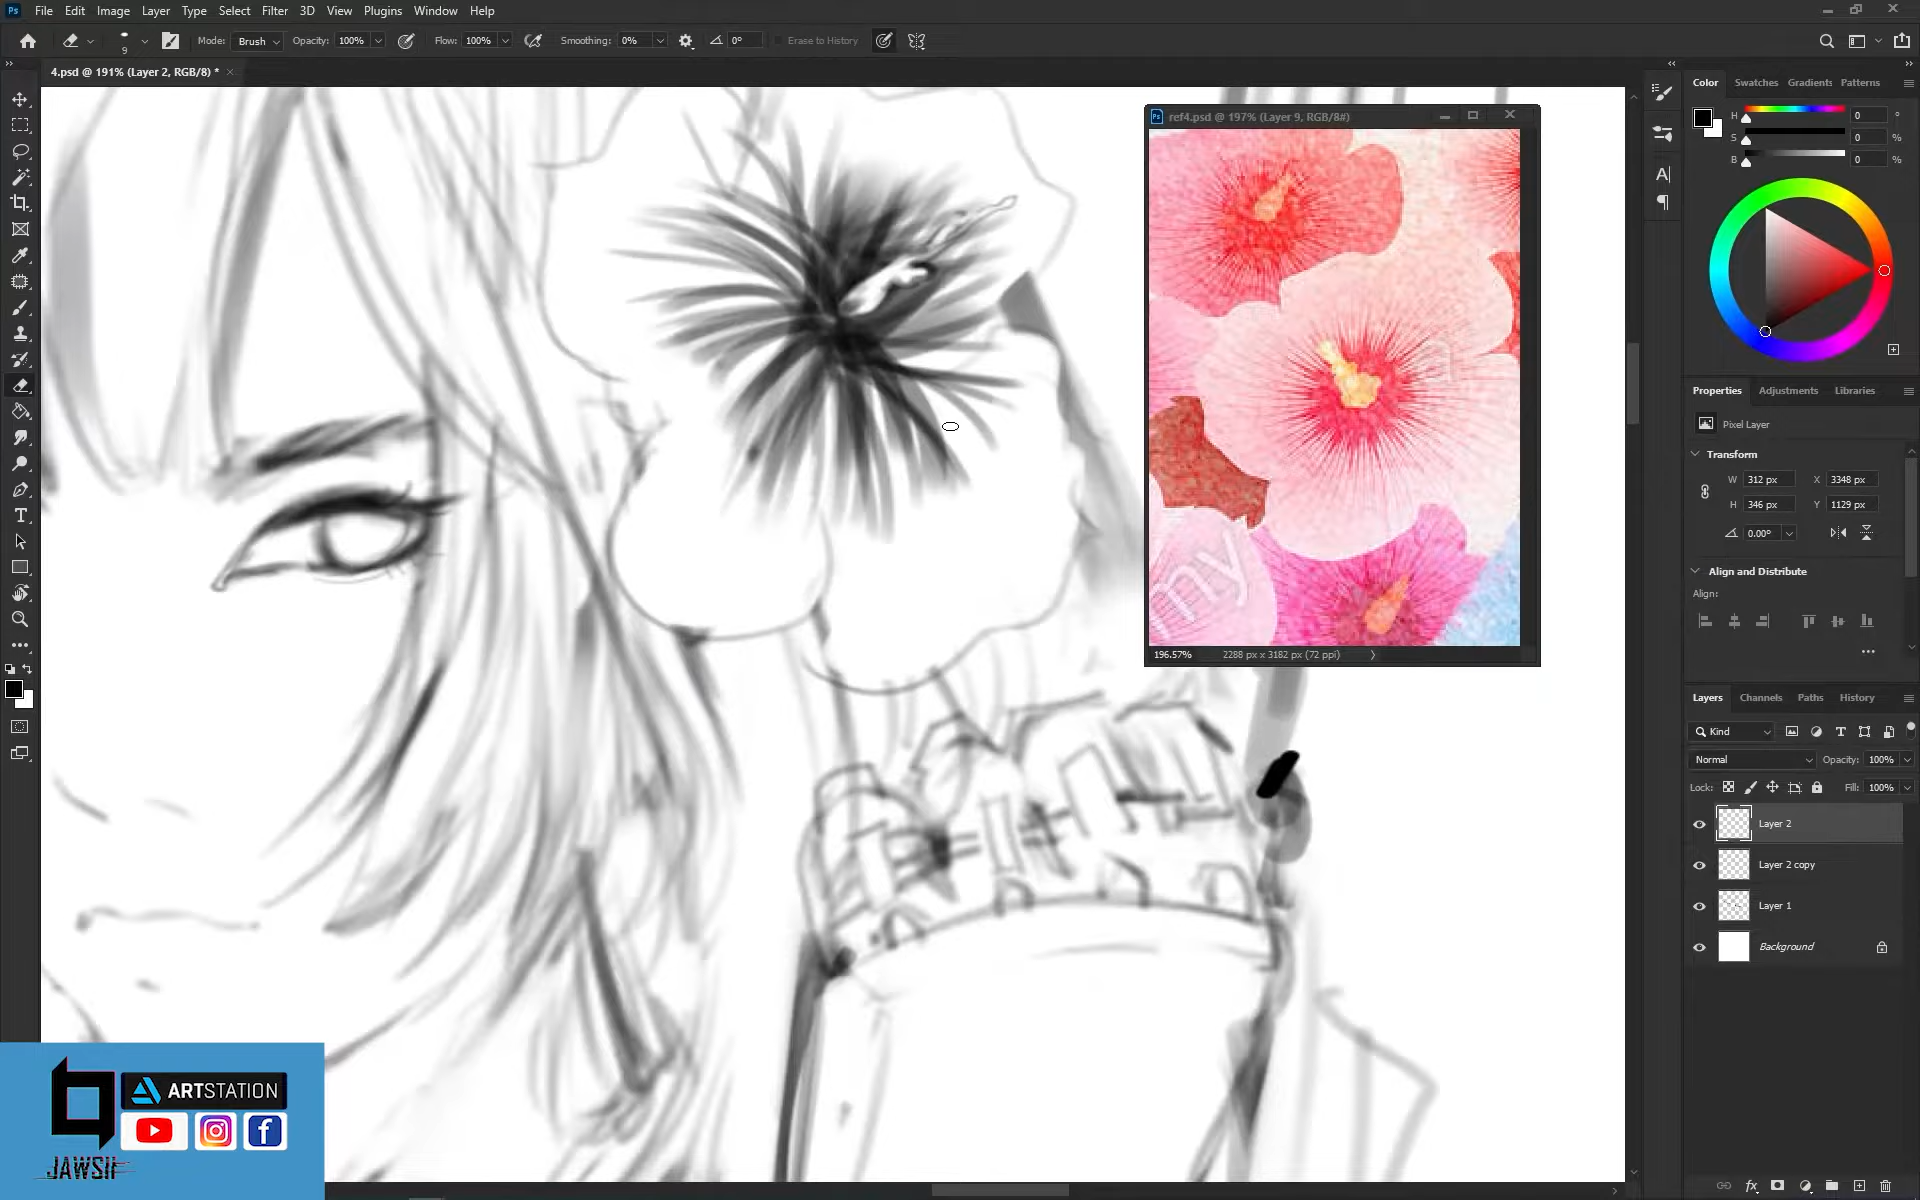 File Edit Image Layer Type Select Filter 3D View Plugins Window Help
9 Mode: Brush Opacity: 100% Flow: 100% Smoothing: 0% 0° Erase to History
4.psd @ 191% (Layer 2, RGB/8) *
ref4.psd @ 197% (Layer 9, RGB/8#)
a
my
196.57% 2288 px x 3182 px (72 ppi)
Color Swatches Gradients Patterns
H 0 °
S 0 %
B 0 %
Properties Adjustments Libraries
Pixel Layer
Transform
W 312 px X 3348 px
H 346 px Y 1129 px
0.00°
Align and Distribute
Align:
Layers Channels Paths History
Kind
Normal Opacity: 100%
Lock: Fill: 100%
Layer 2
Layer 2 copy
Layer 1
Background
ARTSTATION
JAWSIF